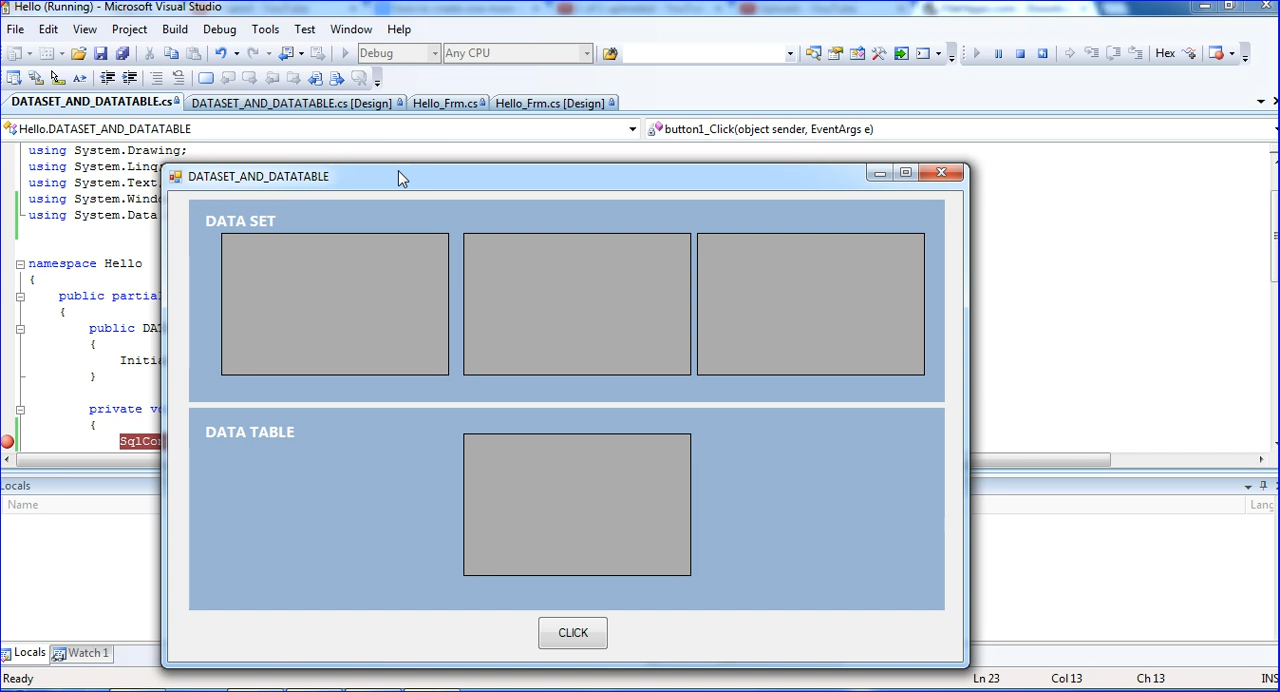 Hello (Running) - Microsoft Visual Studio
File Edit View Project Build Debug Tools Test Window Help
Debug Any CPU Hex
DATASET_AND_DATATABLE.cs DATASET_AND_DATATABLE.cs [Design] Hello_Frm.cs Hello_Frm.cs [Design]
Hello.DATASET_AND_DATATABLE button1_Click(object sender, EventArgs e)
using System.Drawing;
using System.Linq
using System.Text
using System.Windo
using System.Data
DATASET_AND_DATATABLE
DATA SET
namespace Hello
{
public partia
{
public DA
{
Initi
}
private vo
{
SqlCo
DATA TABLE
CLICK
Locals
Name Lang
Locals Watch 1
Ready Ln 23 Col 13 Ch 13 INS